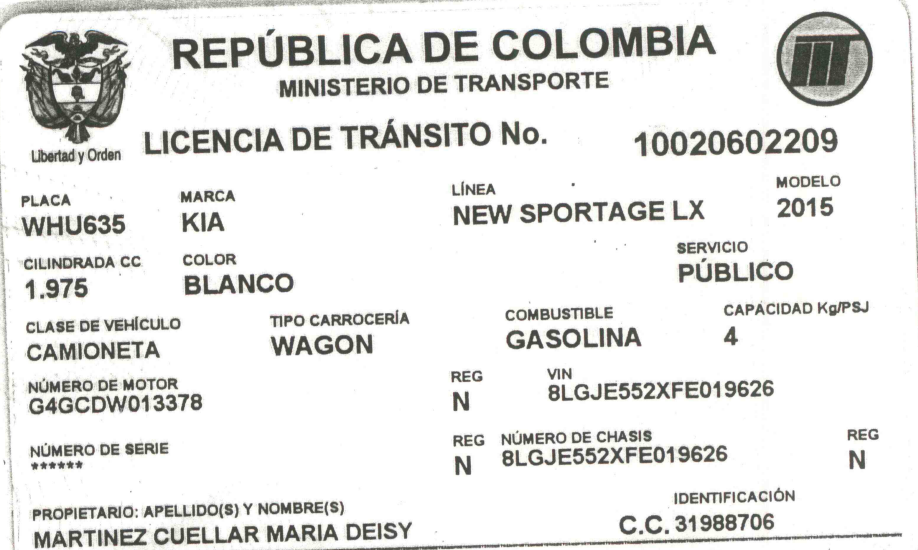 REPÚBLICA DE COLOMBIA
MINISTERIO DE TRANSPORTE
Libertad y Orden
LICENCIA DE TRÁNSITO No. 10020602209
PLACA MARCA LÍNEA MODELO
WHU635 KIA NEW SPORTAGE LX 2015
CILINDRADA CC COLOR SERVICIO
1.975 BLANCO PÚBLICO
CLASE DE VEHÍCULO TIPO CARROCERÍA COMBUSTIBLE CAPACIDAD Kg/PSJ
CAMIONETA WAGON GASOLINA 4
NÚMERO DE MOTOR REG VIN
G4GCDW013378 N 8LGJE552XFE019626
NÚMERO DE SERIE REG NÚMERO DE CHASIS REG
****** N 8LGJE552XFE019626 N
PROPIETARIO: APELLIDO(S) Y NOMBRE(S) IDENTIFICACIÓN
MARTINEZ CUELLAR MARIA DEISY C.C. 31988706